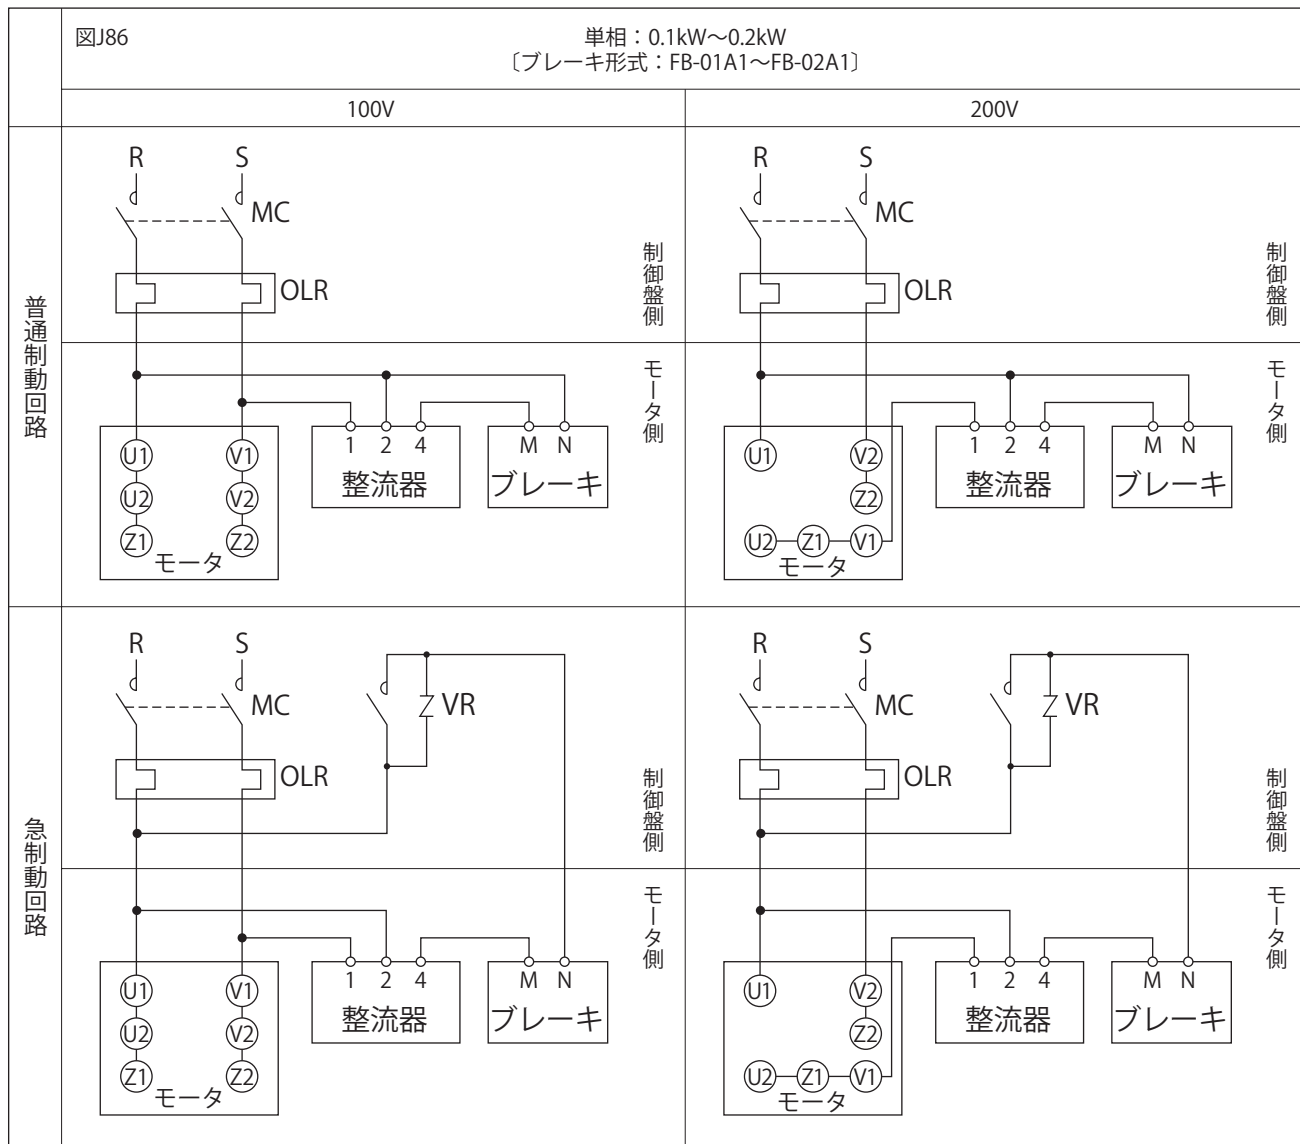 図J86
単相：0.1kW～0.2kW
〔ブレーキ形式：FB-01A1～FB-02A1〕
100V
200V
普通制動回路
R S
MC
OLR
制御盤側
モータ側
1 2 4 M N
U1 V1
U2 V2
Z1 Z2
モータ
整流器
ブレーキ
R S
MC
OLR
制御盤側
モータ側
1 2 4 M N
U1 V2
Z2
U2 Z1 V1
モータ
整流器
ブレーキ
急制動回路
R S
MC
VR
OLR
制御盤側
モータ側
1 2 4 M N
U1 V1
U2 V2
Z1 Z2
モータ
整流器
ブレーキ
R S
MC
VR
OLR
制御盤側
モータ側
1 2 4 M N
U1 V2
Z2
U2 Z1 V1
モータ
整流器
ブレーキ